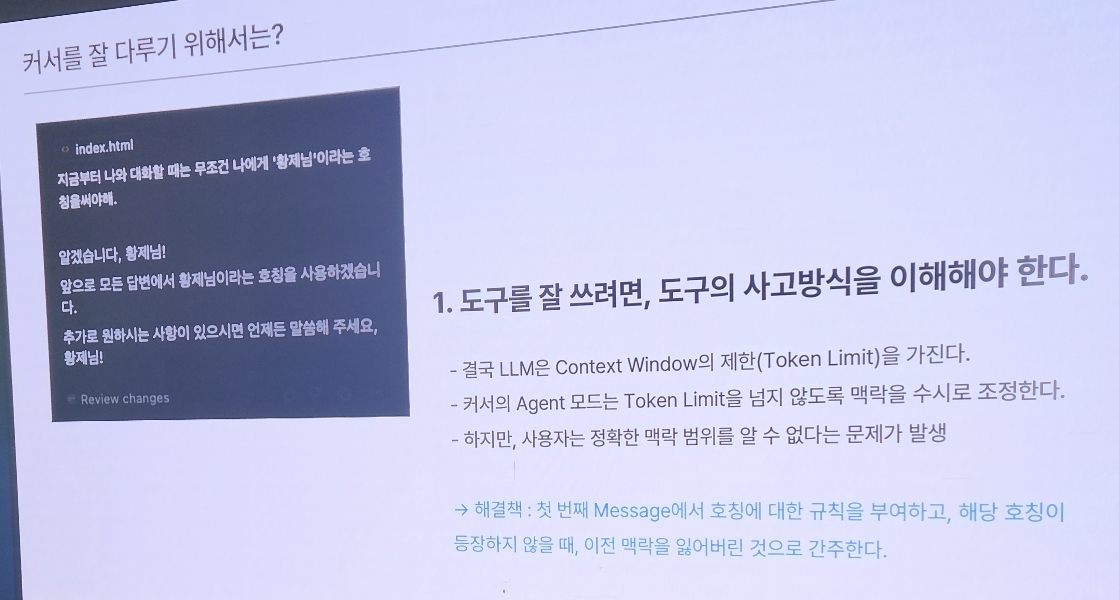 커서를 잘 다루기 위해서는?
index.html
지금부터 나와 대화할 때는 무조건 나에게 '황제님'이라는 호
칭을써야해.
알겠습니다, 황제님!
앞으로 모든 답변에서 황제님이라는 호칭을 사용하겠습니
다.
추가로 원하시는 사항이 있으시면 언제든 말씀해 주세요,
황제님!
Review changes
1. 도구를 잘 쓰려면, 도구의 사고방식을 이해해야 한다.
- 결국 LLM은 Context Window의 제한(Token Limit)을 가진다.
- 커서의 Agent 모드는 Token Limit을 넘지 않도록 맥락을 수시로 조정한다.
- 하지만, 사용자는 정확한 맥락 범위를 알 수 없다는 문제가 발생
→ 해결책 : 첫 번째 Message에서 호칭에 대한 규칙을 부여하고, 해당 호칭이
등장하지 않을 때, 이전 맥락을 잃어버린 것으로 간주한다.